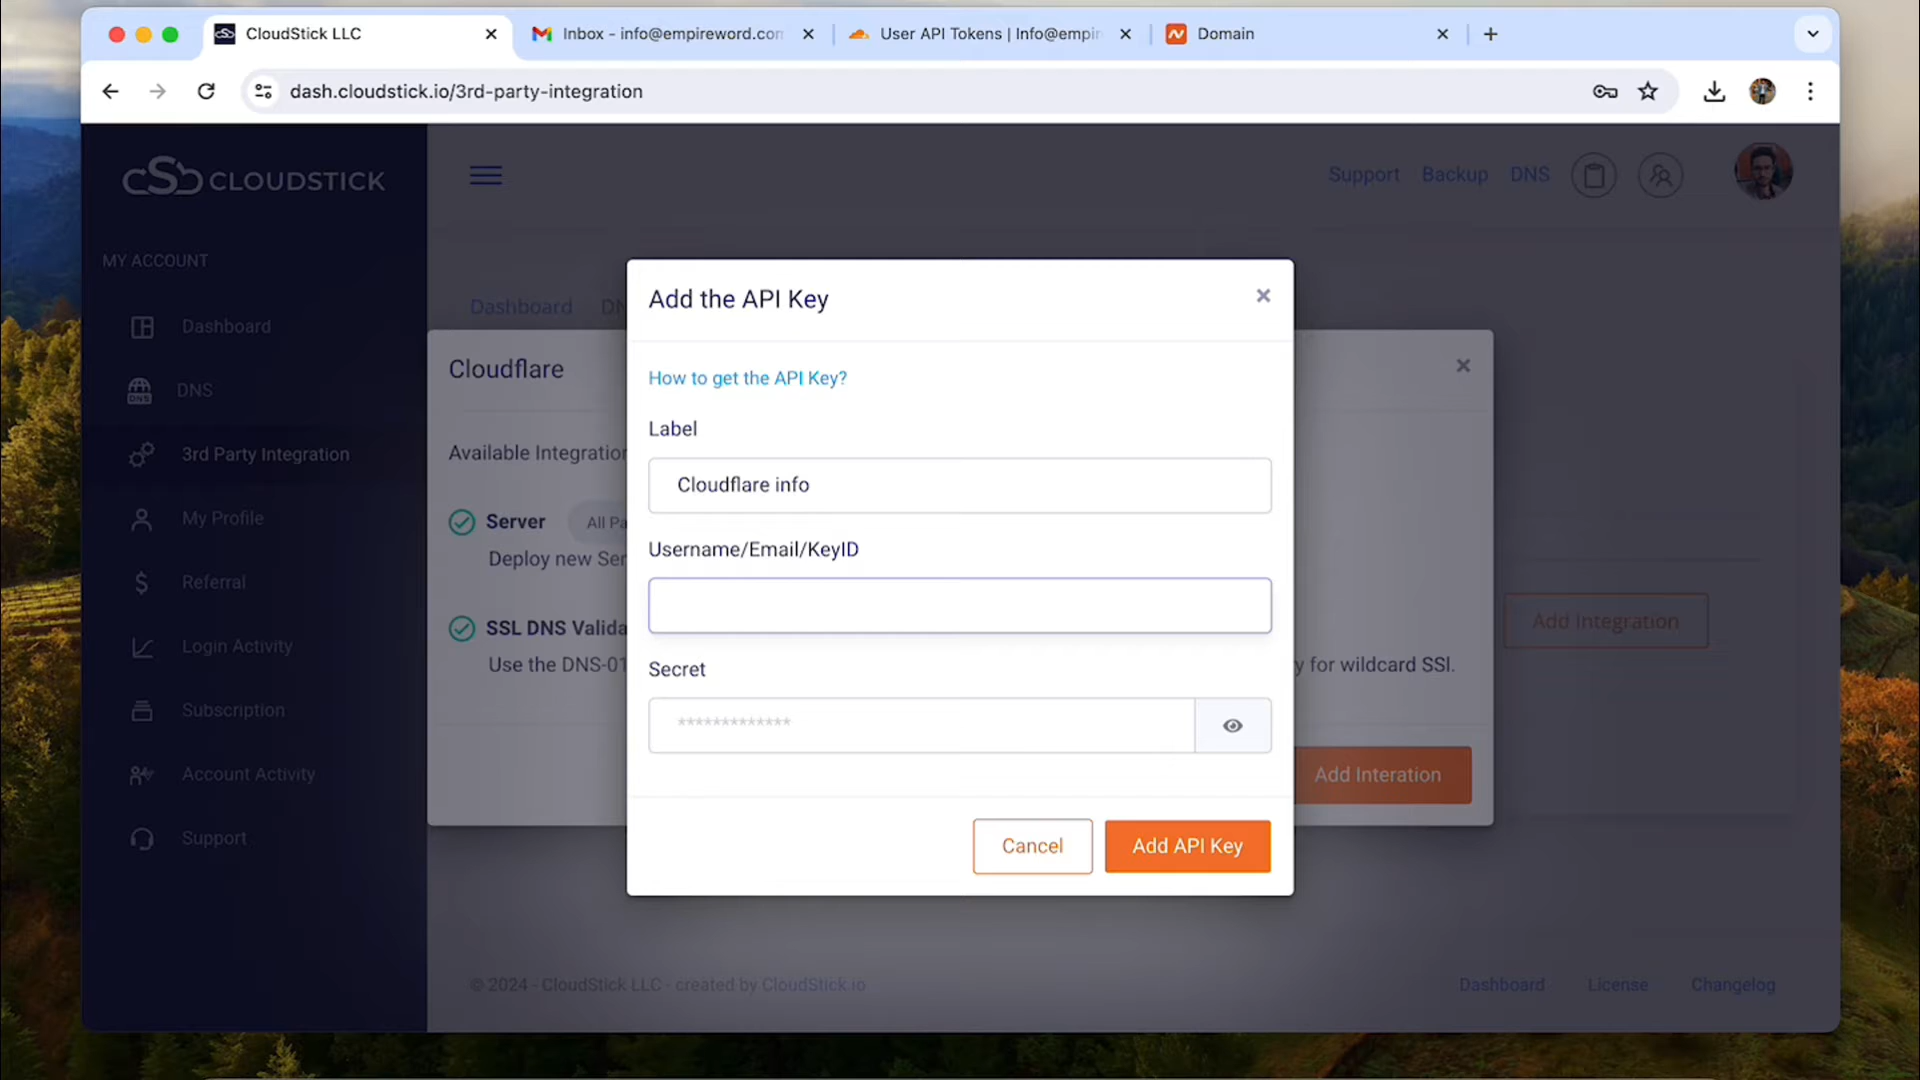 CloudStick LLC
Inbox - info@empireword.con
User API Tokens | Info@empir
Domain
dash.cloudstick.io/3rd-party-integration
CLOUDSTICK
Support
Backup
DNS
MY ACCOUNT
Dashboard
DNS
3rd Party Integration
My Profile
Referral
Login Activity
Subscription
Account Activity
Support
Dashboard
DN
Cloudflare
Available Integration
Server
All Pa
Deploy new Ser
SSL DNS Valida
Use the DNS-01
y for wildcard SSl.
Add Integration
Add Interation
Add the API Key
How to get the API Key?
Label
Cloudflare info
Username/Email/KeyID
Secret
*************
Cancel
Add API Key
© 2024 - CloudStick LLC - created by CloudStick.io
Dashboard
License
Changelog